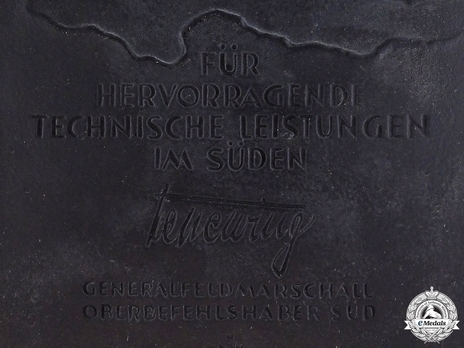 FÜR
HERVORRAGENDE
TECHNISCHE LEISTUNGEN
IM SÜDEN
GENERALFELDMARSCHALL
OBERBEFEHLSHABER SÜD
eMedals